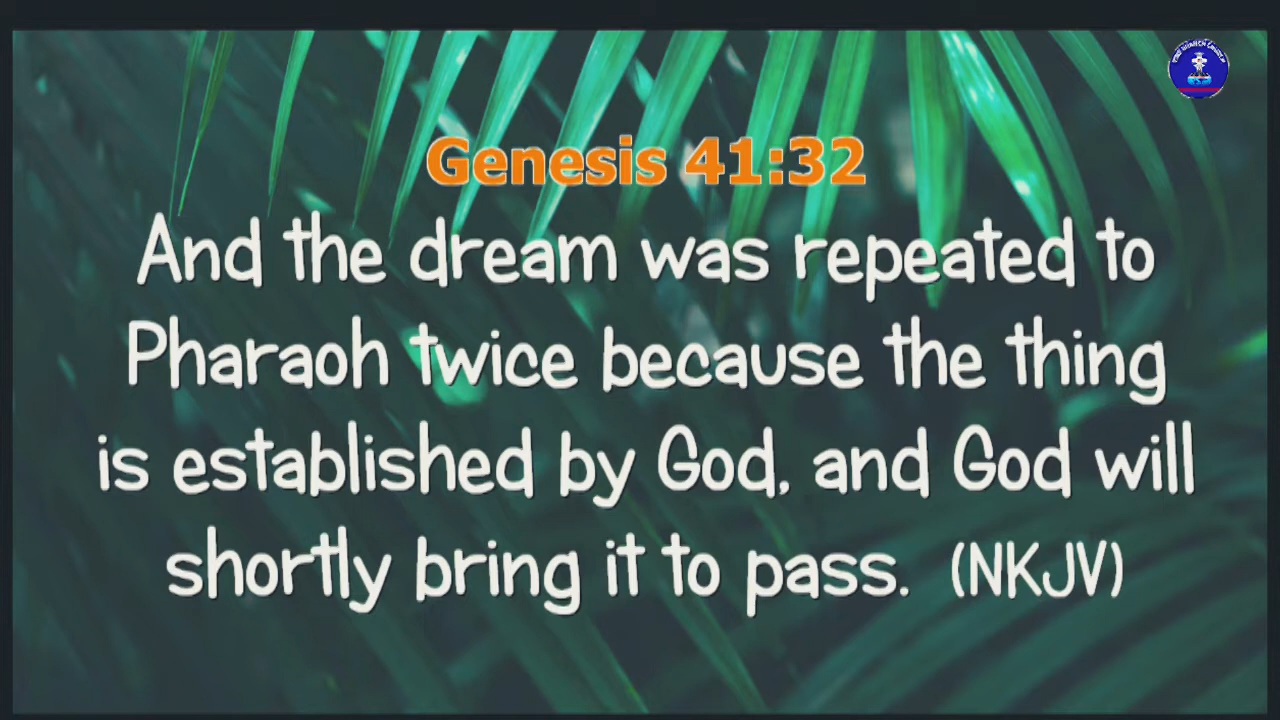 Genesis 41:32
And the dream was repeated to
Pharaoh twice because the thing
is established by God, and God will
shortly bring it to pass. (NKJV)